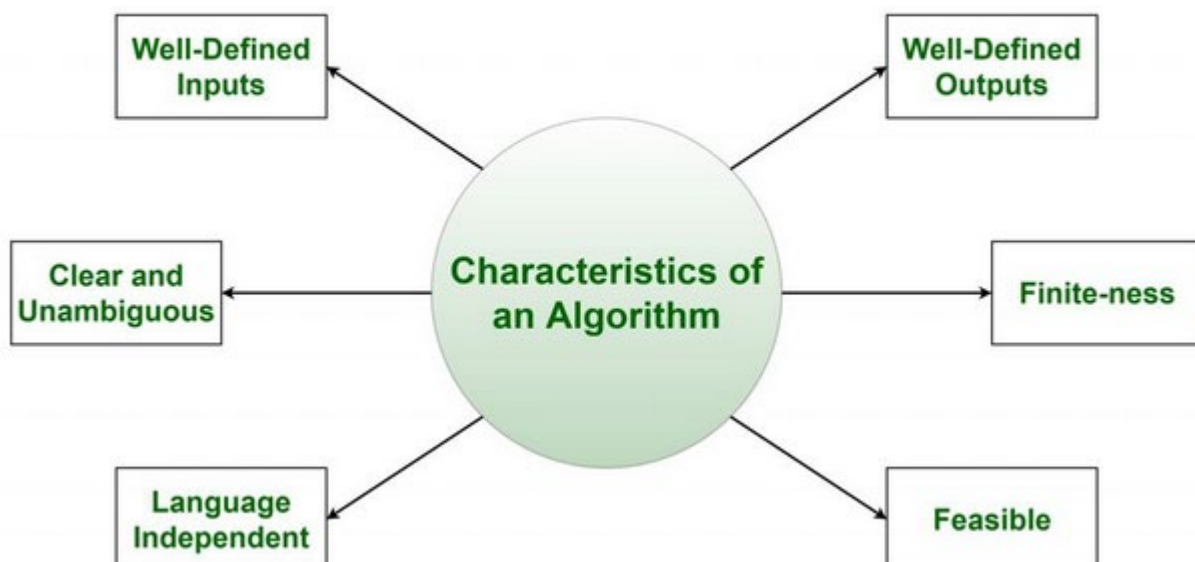 Well-Defined
Inputs
Well-Defined
Outputs
Clear and
Unambiguous
Characteristics of
an Algorithm
Finite-ness
Language
Independent
Feasible